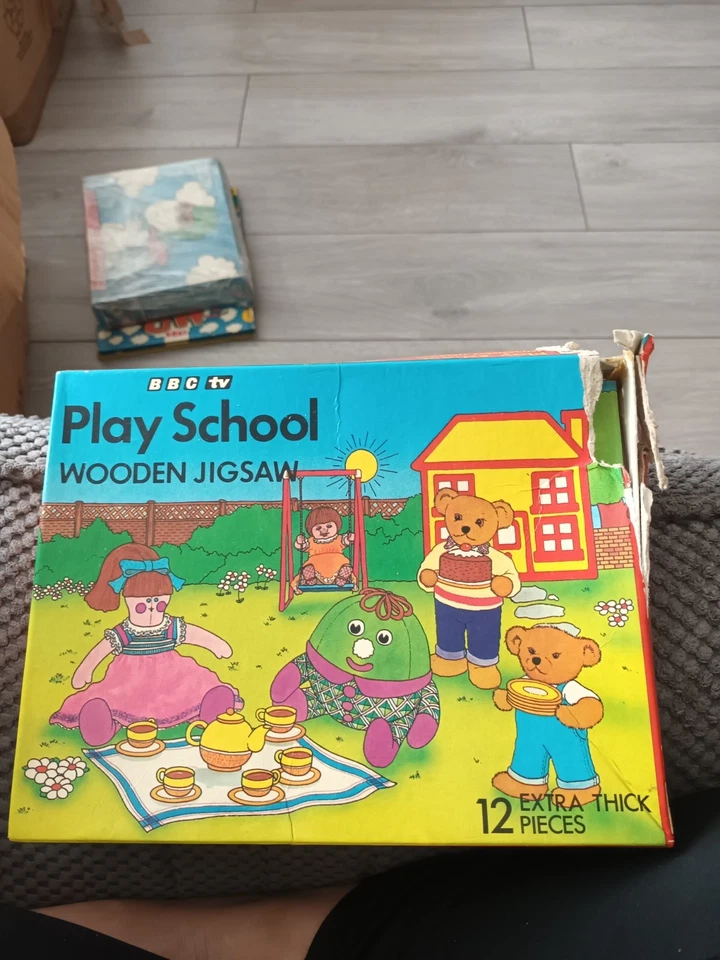 BBC tv
Play School
WOODEN JIGSAW
12 EXTRA THICK
PIECES